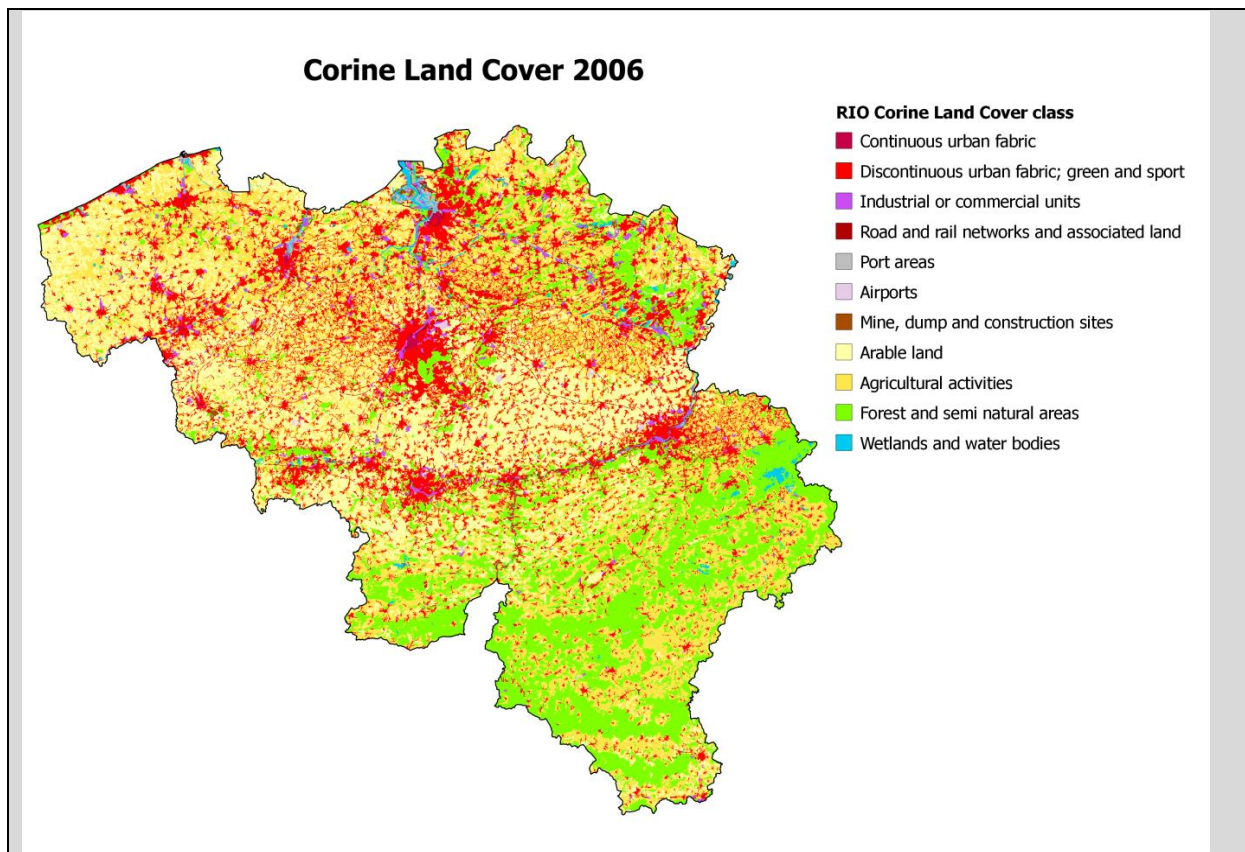 Corine Land Cover 2006
RIO Corine Land Cover class
Continuous urban fabric
Discontinuous urban fabric; green and sport
Industrial or commercial units
Road and rail networks and associated land
Port areas
Airports
Mine, dump and construction sites
Arable land
Agricultural activities
Forest and semi natural areas
Wetlands and water bodies